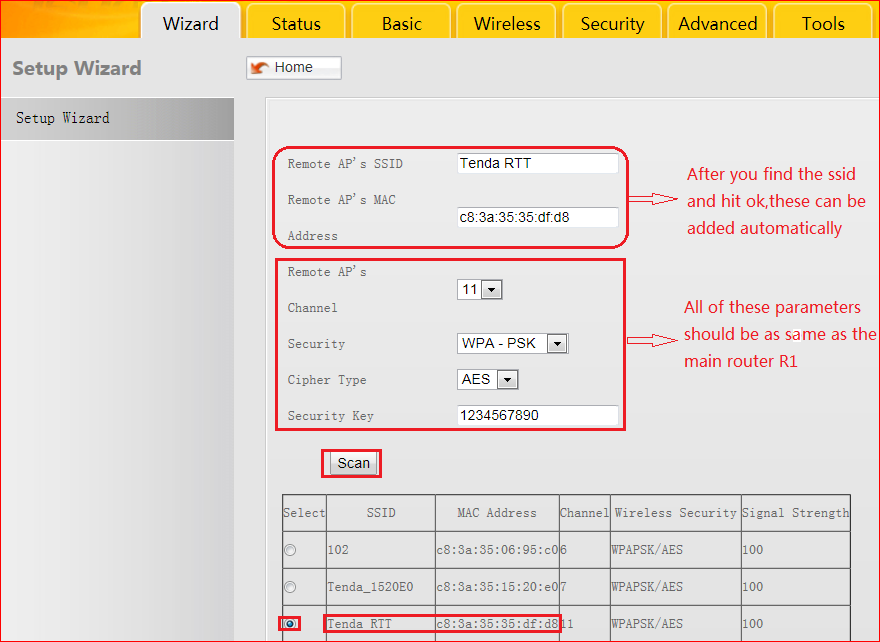 Wizard Status Basic Wireless Security Advanced Tools
Setup Wizard
Home
Setup Wizard
Remote AP's SSID Tenda RTT
Remote AP's MAC
Address c8:3a:35:35:df:d8
After you find the ssid
and hit ok,these can be
added automatically
Remote AP's
Channel 11
Security WPA - PSK
Cipher Type AES
Security Key 1234567890
All of these parameters
should be as same as the
main router R1
Scan
Select SSID MAC Address Channel Wireless Security Signal Strength
102 c8:3a:35:06:95:c0 6 WPAPSK/AES 100
Tenda_1520E0 c8:3a:35:15:20:e0 7 WPAPSK/AES 100
Tenda RTT c8:3a:35:35:df:d8 11 WPAPSK/AES 100